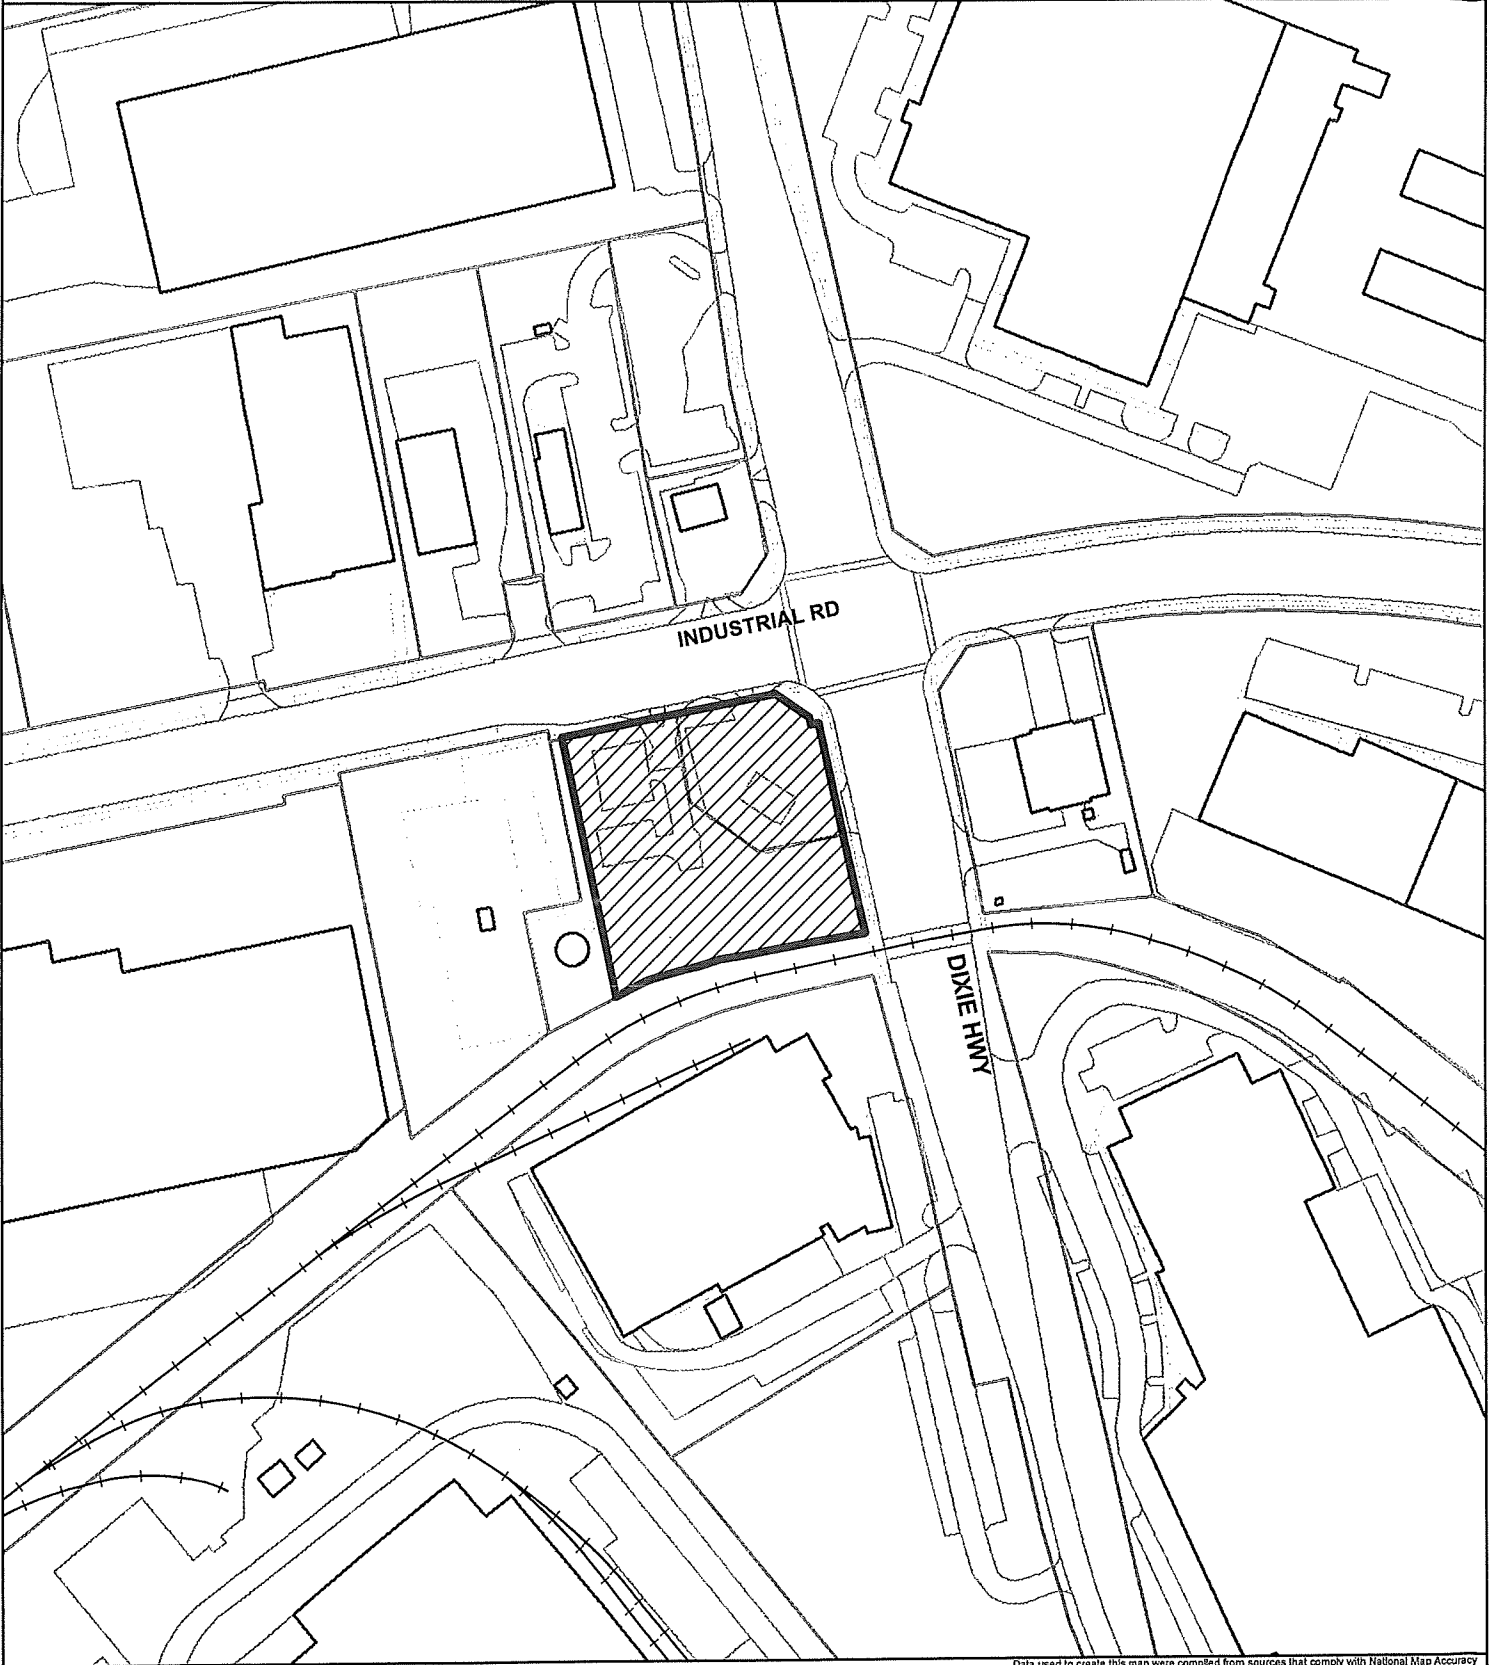 INDUSTRIAL RD
DIXIE HWY
Data used to create this map were compiled from sources that comply with National Map Accuracy